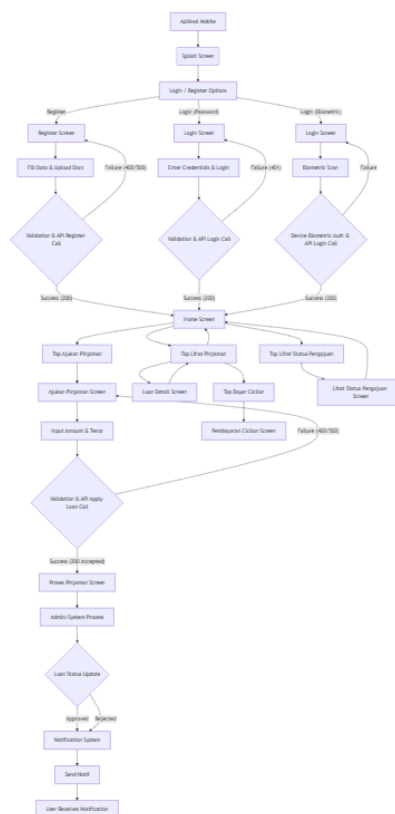 Aplikasi Mobile
Splash Screen
Login / Register Options
Register
Login (Password)
Login (Biometric)
Register Screen
Login Screen
Login Screen
Fill Data & Upload Docs
Failure (400/500)
Enter Credentials & Login
Failure (401)
Biometric Scan
Failure
Validation & API Register
Call
Validation & API Login Call
Device Biometric Auth &
API Login Call
Success (200)
Success (200)
Success (200)
Home Screen
Tap Ajukan Pinjaman
Tap Lihat Pinjaman
Tap Lihat Status Pengajuan
Ajukan Pinjaman Screen
Loan Detail Screen
Tap Bayar Cicilan
Lihat Status Pengajuan
Screen
Input Amount & Tenor
Pembayaran Cicilan Screen
Failure (400/500)
Validation & API Apply
Loan Call
Success (200 Accepted)
Proses Pinjaman Screen
Admin/System Process
Loan Status Update
Approved
Rejected
Notification System
Send Notif
User Receives Notification